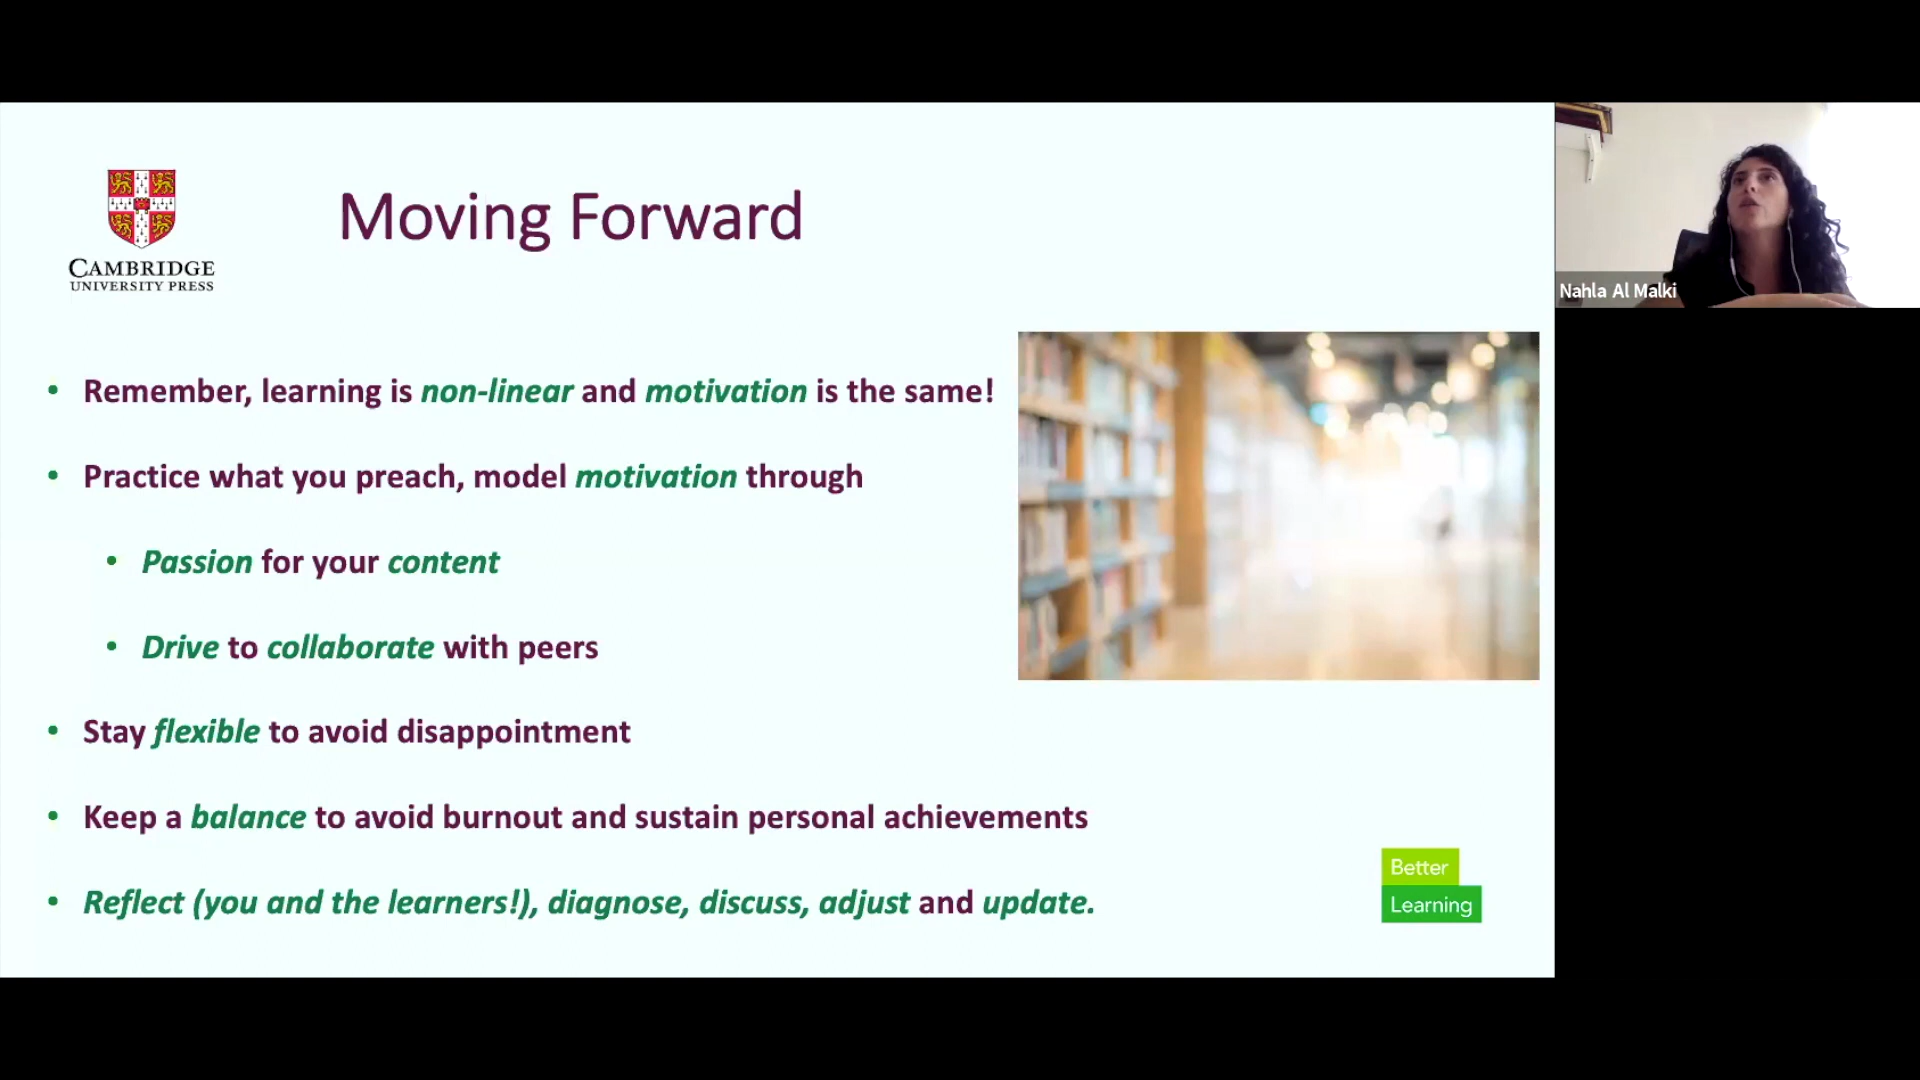 CAMBRIDGE
UNIVERSITY PRESS
Moving Forward
Nahla Al Malki
• Remember, learning is non-linear and motivation is the same!
• Practice what you preach, model motivation through
• Passion for your content
• Drive to collaborate with peers
• Stay flexible to avoid disappointment
• Keep a balance to avoid burnout and sustain personal achievements
• Reflect (you and the learners!), diagnose, discuss, adjust and update.
Better
Learning